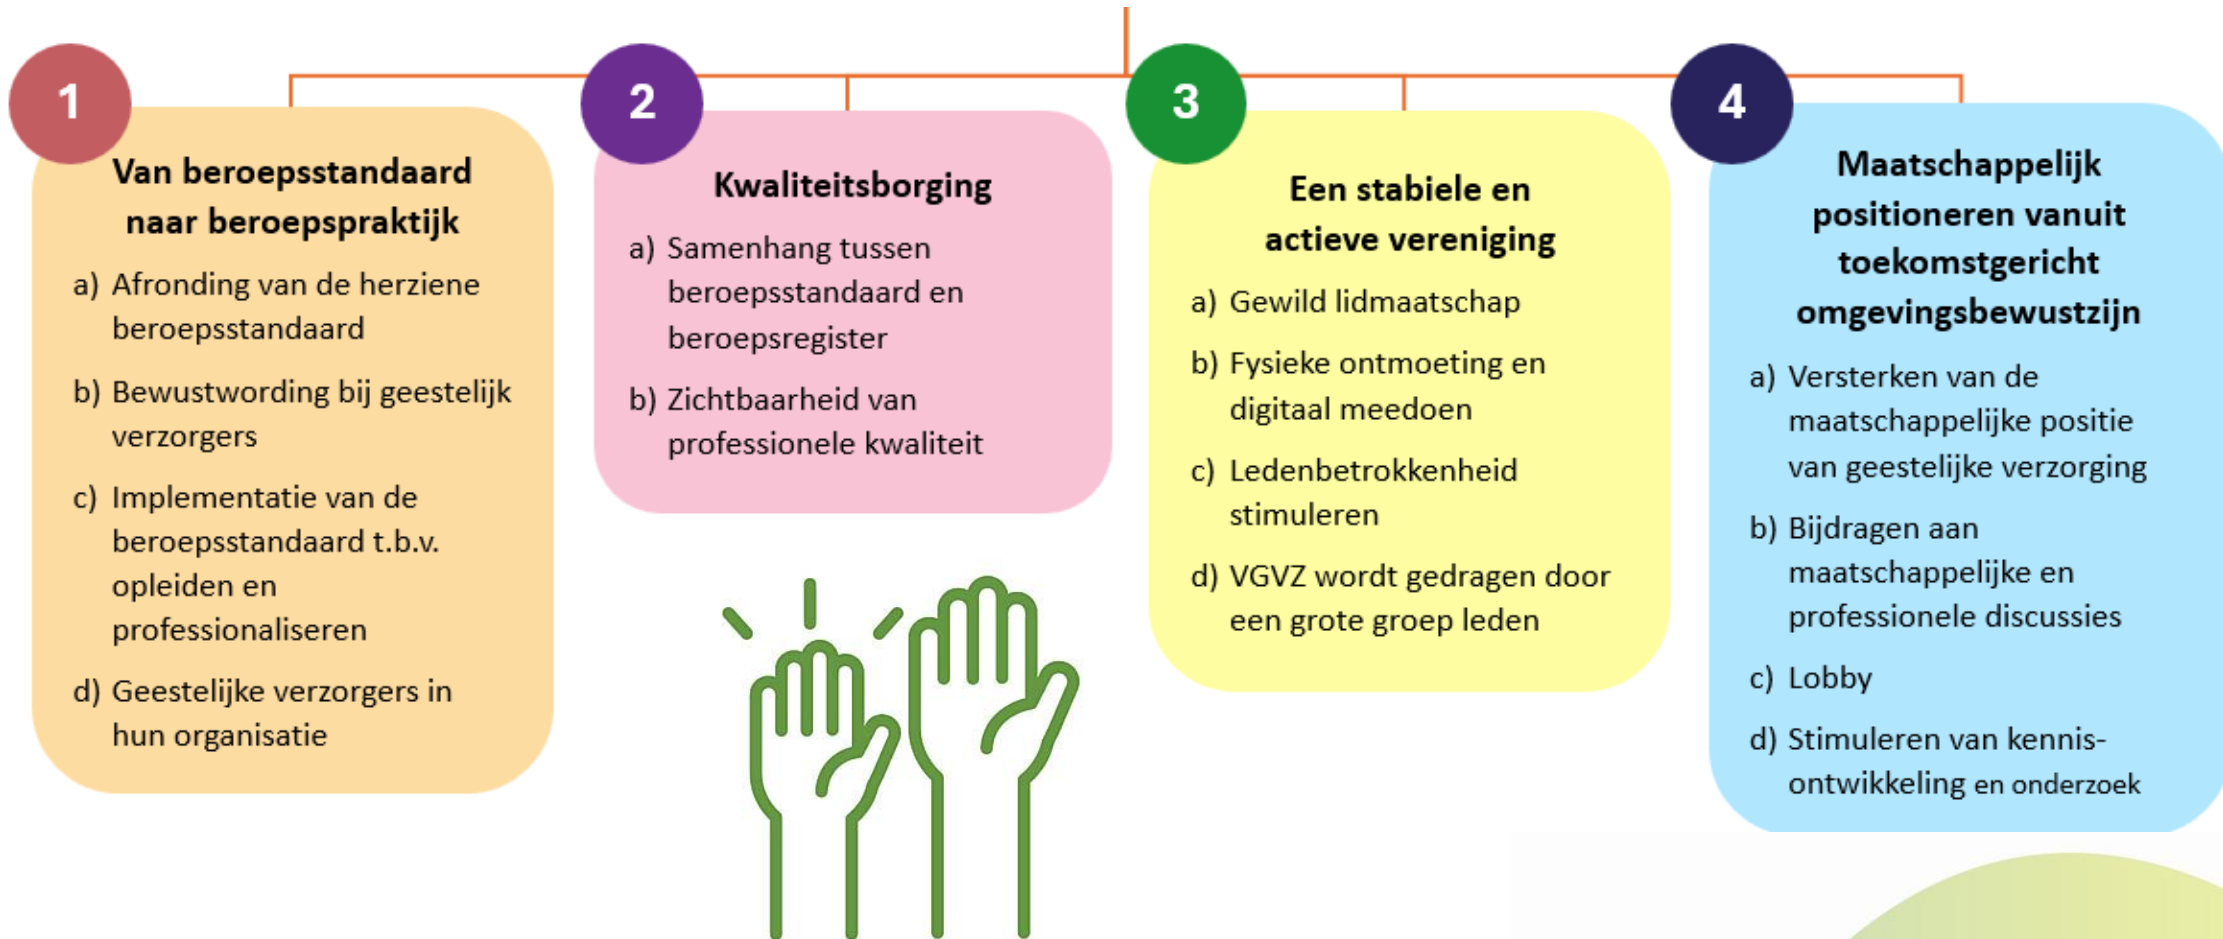 1
Van beroepsstandaard
naar beroepspraktijk
a) Afronding van de herziene
beroepsstandaard
b) Bewustwording bij geestelijk
verzorgers
c) Implementatie van de
beroepsstandaard t.b.v.
opleiden en
professionaliseren
d) Geestelijke verzorgers in
hun organisatie
2
Kwaliteitsborging
a) Samenhang tussen
beroepsstandaard en
beroepsregister
b) Zichtbaarheid van
professionele kwaliteit
3
Een stabiele en
actieve vereniging
a) Gewild lidmaatschap
b) Fysieke ontmoeting en
digitaal meedoen
c) Ledenbetrokkenheid
stimuleren
d) VGVZ wordt gedragen door
een grote groep leden
4
Maatschappelijk
positioneren vanuit
toekomstgericht
omgevingsbewustzijn
a) Versterken van de
maatschappelijke positie
van geestelijke verzorging
b) Bijdragen aan
maatschappelijke en
professionele discussies
c) Lobby
d) Stimuleren van kennis-
ontwikkeling en onderzoek